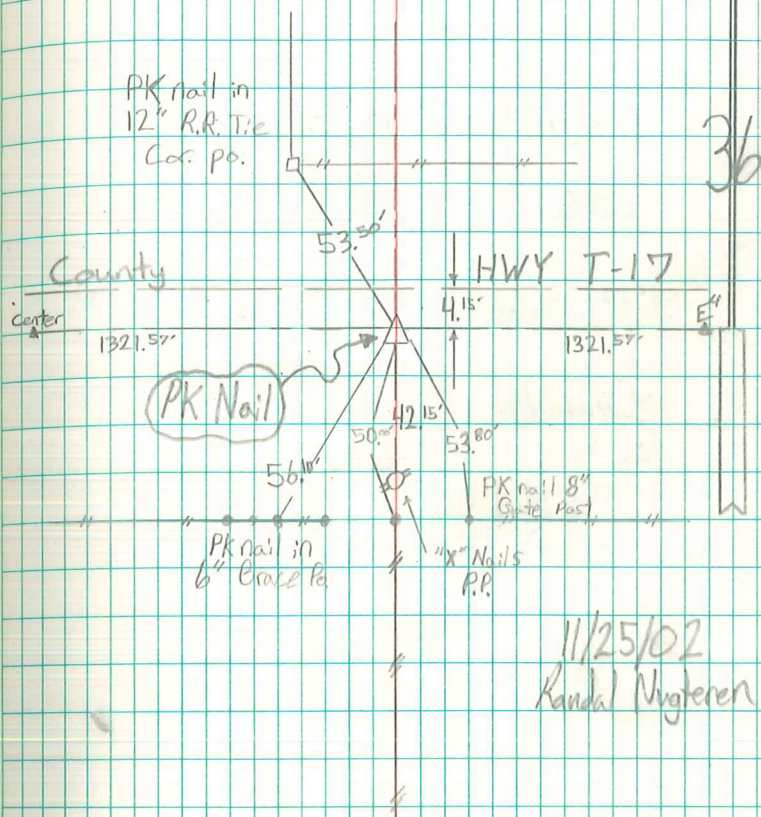 PK nail in
12" R.R. Tie
Cor. po.
36
53.50'
County HWY T-17
4.15'
Center
E"
1321.57'
1321.57'
PK Nail
42.15'
50.00'
53.80'
56.10'
PK nail 8"
Gate Post
PK nail in
6" Brace Po.
"X" Nails
P.P.
11/25/02
Randal Nugteren